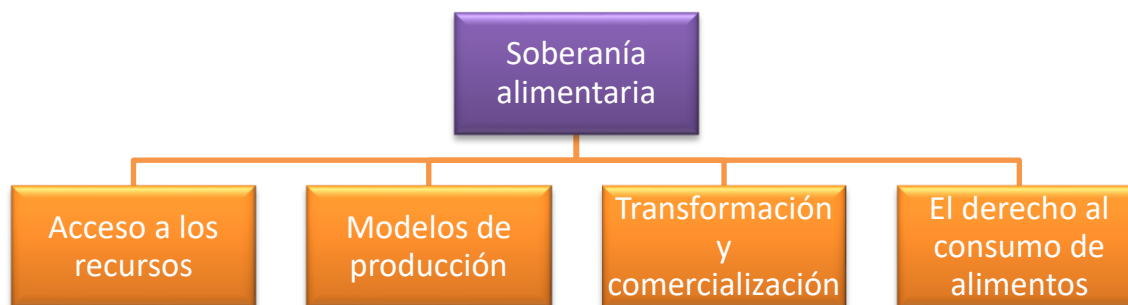 Soberanía
alimentaria
Acceso a los
recursos
Modelos de
producción
Transformación
y
comercialización
El derecho al
consumo de
alimentos